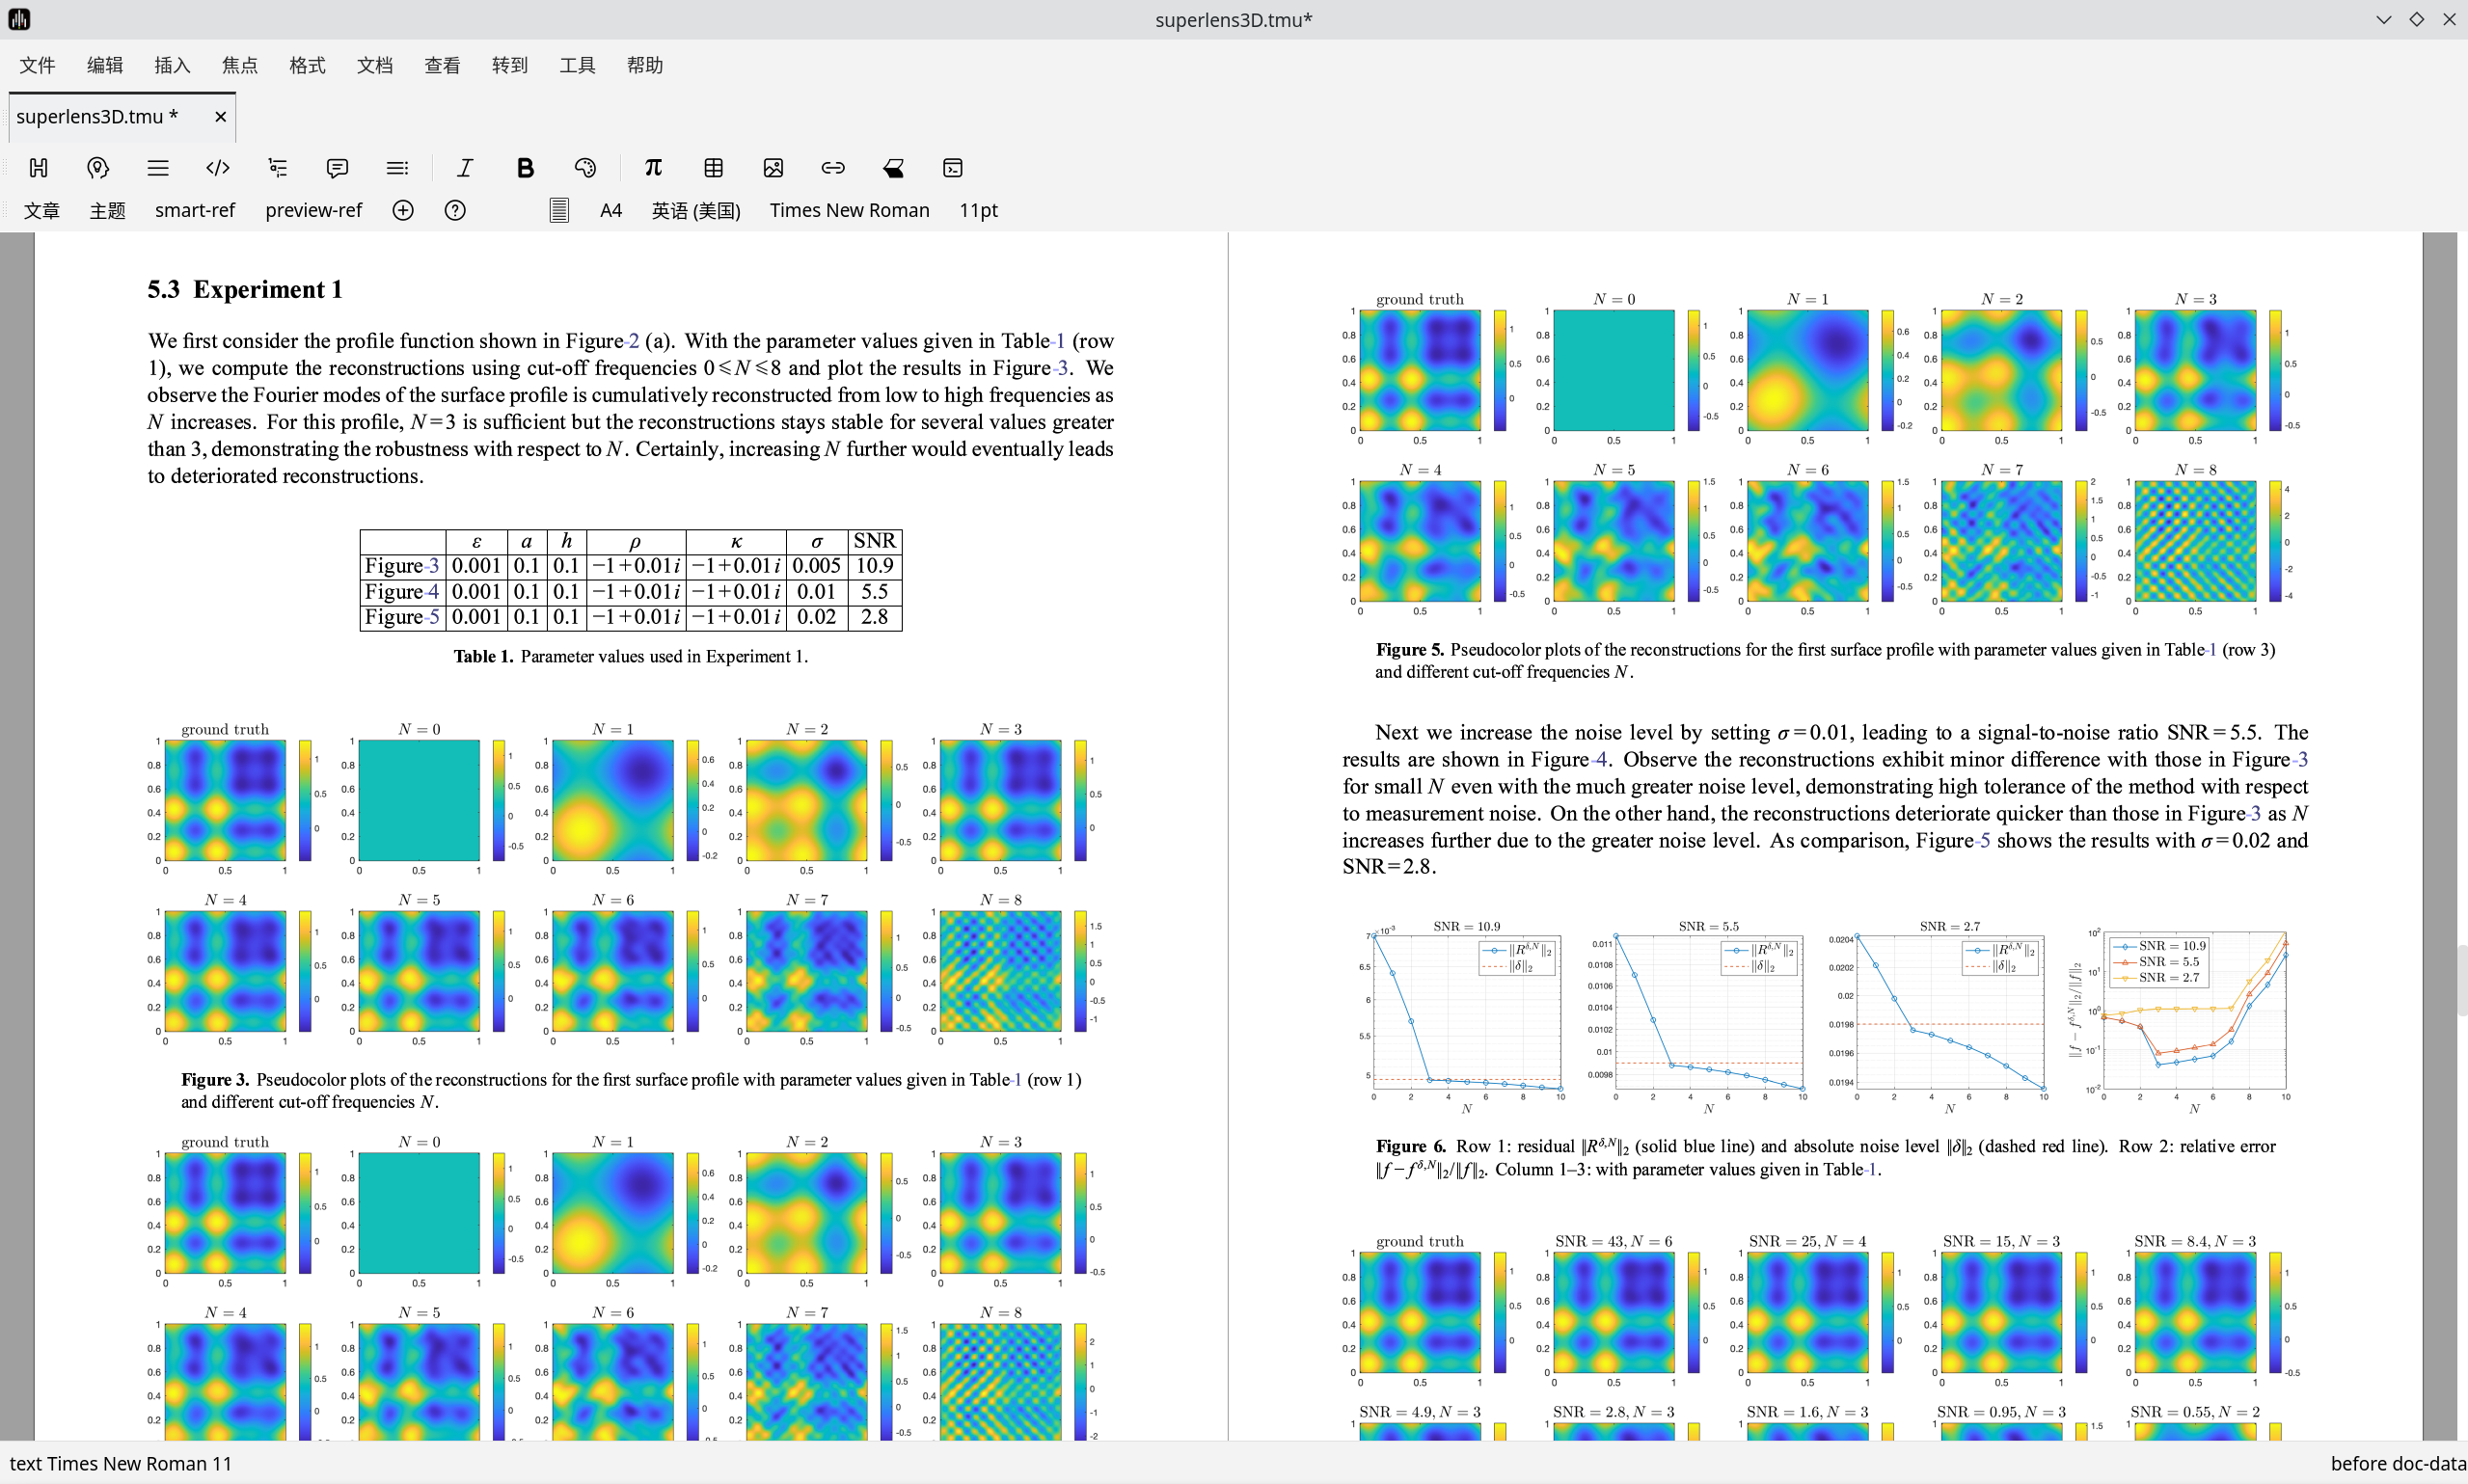 superlens3D.tmu*
文件 编辑 插入 焦点 格式 文档 查看 转到 工具 帮助
superlens3D.tmu *
文章 主题 smart-ref preview-ref A4 英语 (美国) Times New Roman 11pt
5.3 Experiment 1
We first consider the profile function shown in Figure-2 (a). With the parameter values given in Table-1 (row
1), we compute the reconstructions using cut-off frequencies 0⩽N⩽8 and plot the results in Figure-3. We
observe the Fourier modes of the surface profile is cumulatively reconstructed from low to high frequencies as
N increases. For this profile, N=3 is sufficient but the reconstructions stays stable for several values greater
than 3, demonstrating the robustness with respect to N. Certainly, increasing N further would eventually leads
to deteriorated reconstructions.
ε a h ρ κ σ SNR
Figure-3 0.001 0.1 0.1 −1+0.01i −1+0.01i 0.005 10.9
Figure-4 0.001 0.1 0.1 −1+0.01i −1+0.01i 0.01 5.5
Figure-5 0.001 0.1 0.1 −1+0.01i −1+0.01i 0.02 2.8
Table 1. Parameter values used in Experiment 1.
ground truth N = 0 N = 1 N = 2 N = 3
N = 4 N = 5 N = 6 N = 7 N = 8
Figure 3. Pseudocolor plots of the reconstructions for the first surface profile with parameter values given in Table-1 (row 1)
and different cut-off frequencies N.
ground truth N = 0 N = 1 N = 2 N = 3
N = 4 N = 5 N = 6 N = 7 N = 8
ground truth N = 0 N = 1 N = 2 N = 3
N = 4 N = 5 N = 6 N = 7 N = 8
Figure 5. Pseudocolor plots of the reconstructions for the first surface profile with parameter values given in Table-1 (row 3)
and different cut-off frequencies N.
Next we increase the noise level by setting σ=0.01, leading to a signal-to-noise ratio SNR=5.5. The
results are shown in Figure-4. Observe the reconstructions exhibit minor difference with those in Figure-3
for small N even with the much greater noise level, demonstrating high tolerance of the method with respect
to measurement noise. On the other hand, the reconstructions deteriorate quicker than those in Figure-3 as N
increases further due to the greater noise level. As comparison, Figure-5 shows the results with σ=0.02 and
SNR=2.8.
SNR = 10.9 SNR = 5.5 SNR = 2.7
‖R^{δ,N}‖₂ ‖δ‖₂
‖R^{δ,N}‖₂ ‖δ‖₂
‖R^{δ,N}‖₂ ‖δ‖₂
SNR = 10.9
SNR = 5.5
SNR = 2.7
‖f − f^{δ,N}‖₂/‖f‖₂
N N N N
Figure 6. Row 1: residual ‖R^{δ,N}‖₂ (solid blue line) and absolute noise level ‖δ‖₂ (dashed red line). Row 2: relative error
‖f−f^{δ,N}‖₂/‖f‖₂. Column 1–3: with parameter values given in Table-1.
ground truth SNR = 43, N = 6 SNR = 25, N = 4 SNR = 15, N = 3 SNR = 8.4, N = 3
SNR = 4.9, N = 3 SNR = 2.8, N = 3 SNR = 1.6, N = 3 SNR = 0.95, N = 3 SNR = 0.55, N = 2
text Times New Roman 11
before doc-data